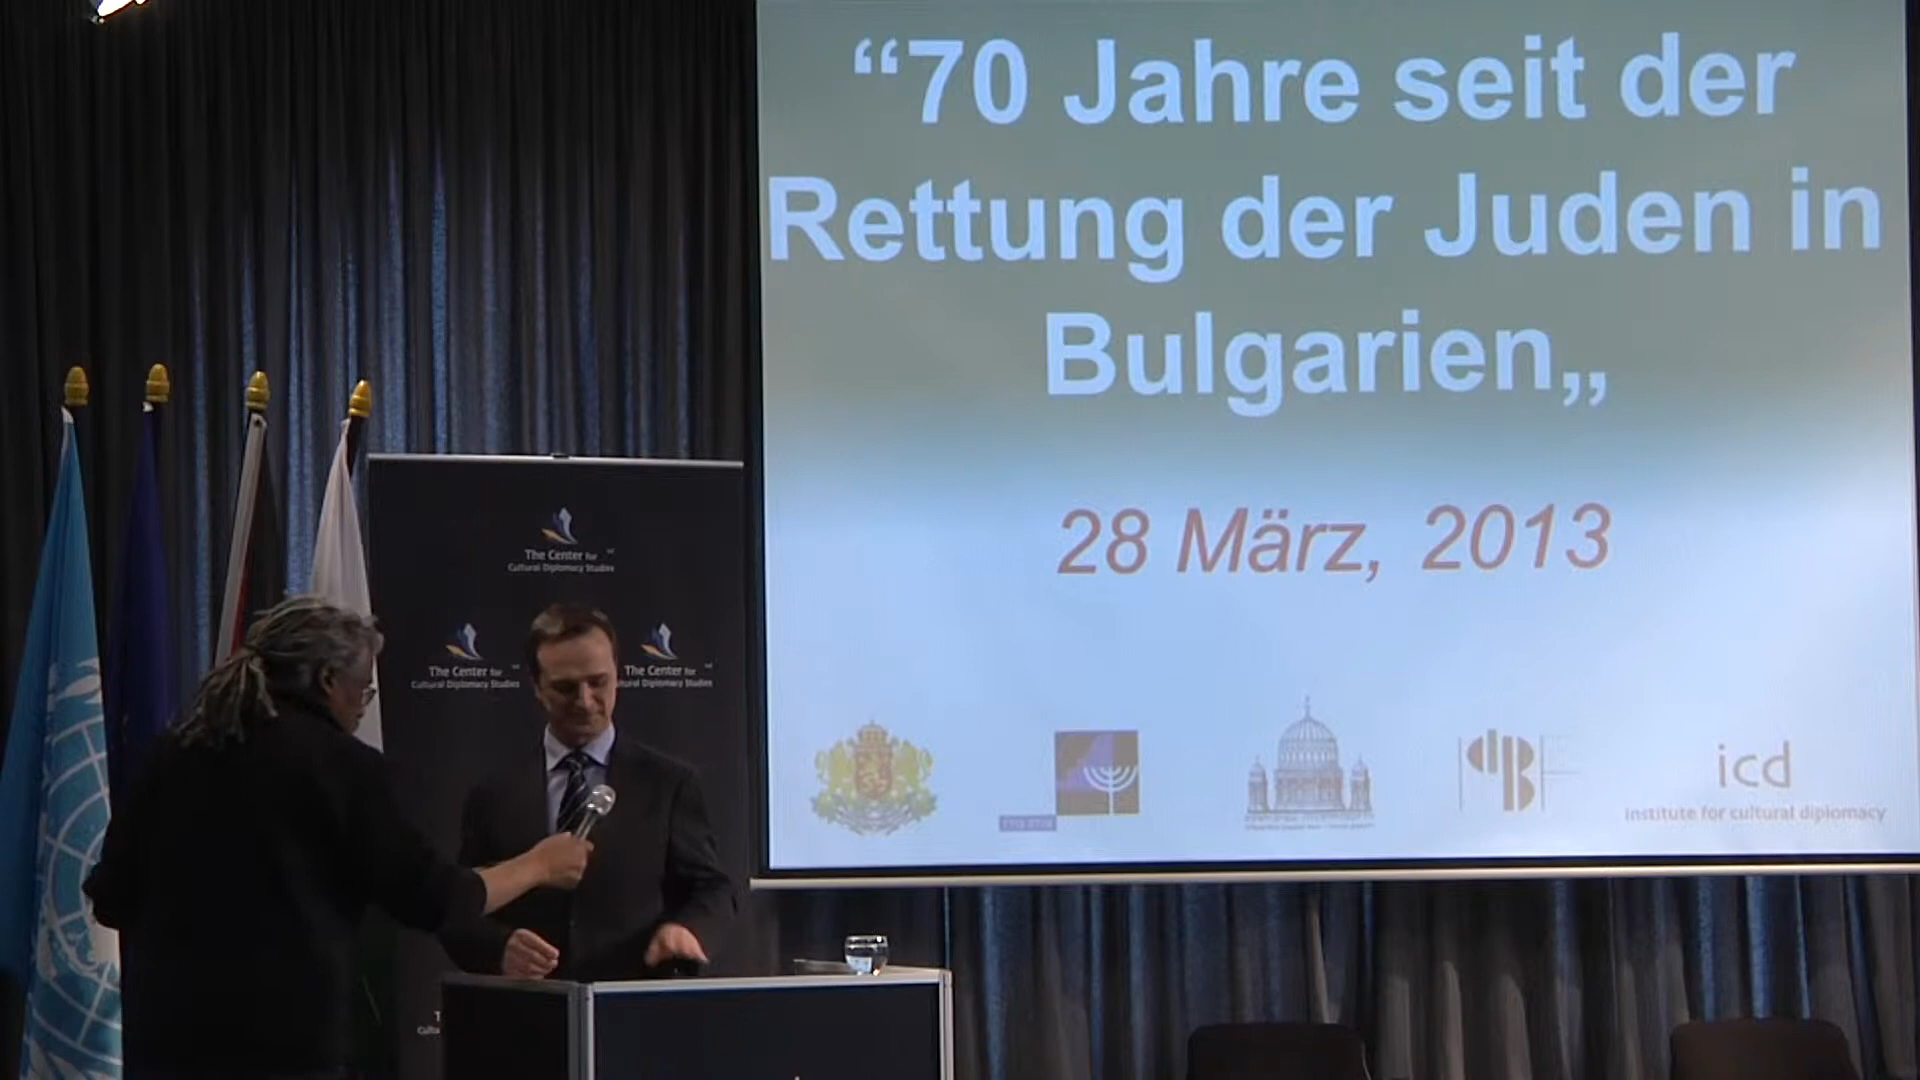 “70 Jahre seit der
Rettung der Juden in
Bulgarien„
28 März, 2013
icd
institute for cultural diplomacy
The Center for
Cultural Diplomacy Studies
The Center for
Cultural Diplomacy Studies
The Center for
Cultural Diplomacy Studies